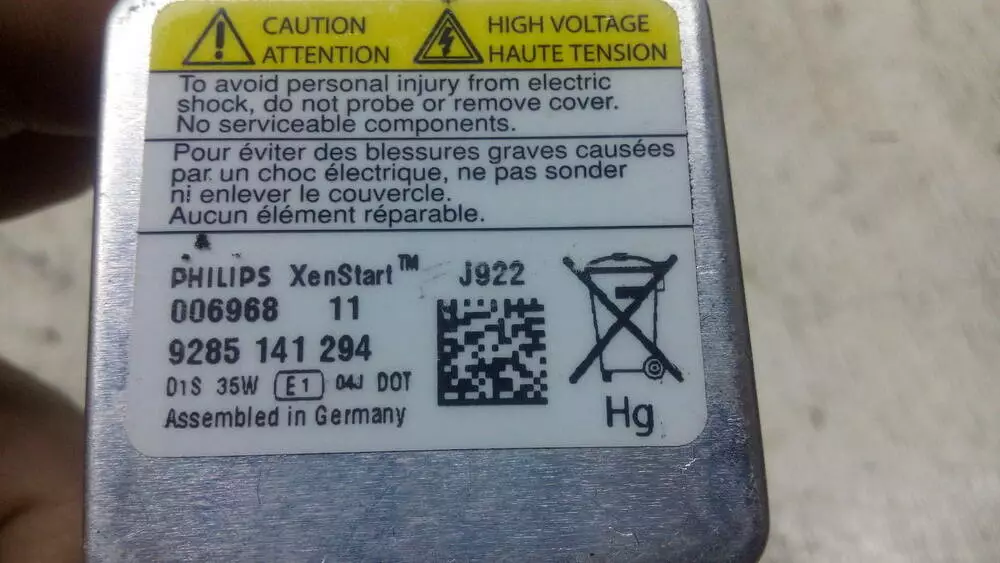 CAUTION
ATTENTION
HIGH VOLTAGE
HAUTE TENSION
To avoid personal injury from electric
shock, do not probe or remove cover.
No serviceable components.
Pour éviter des blessures graves causées
par un choc électrique, ne pas sonder
ni enlever le couvercle.
Aucun élément réparable.
PHILIPS XenStart™ J922
006968 11
9285 141 294
D1S 35W E1 04J DOT
Assembled in Germany
Hg